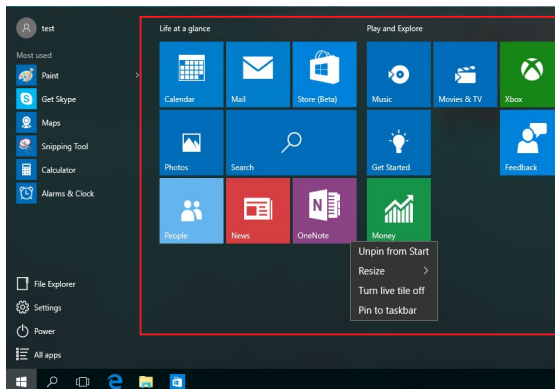 test
Most used
Paint
Get Skype
Maps
Snipping Tool
Calculator
Alarms & Clock
File Explorer
Settings
Power
All apps
Life at a glance
Calendar
Mail
Store (Beta)
Photos
Search
People
News
OneNote
Play and Explore
Music
Movies & TV
Xbox
Get Started
Feedback
Money
Unpin from Start
Resize
Turn live tile off
Pin to taskbar